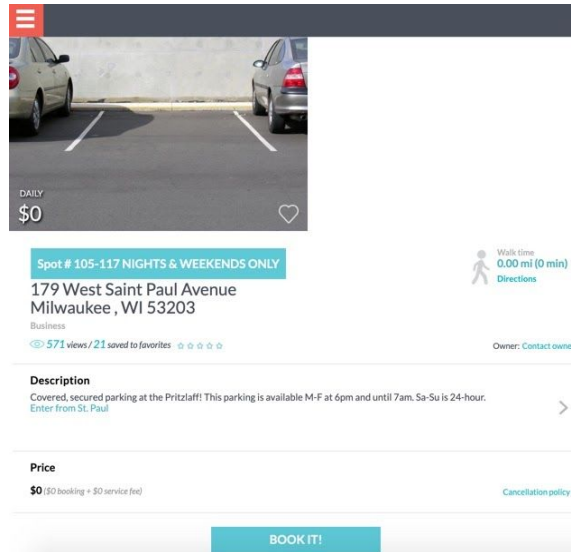 DAILY
$0
Spot # 105-117 NIGHTS & WEEKENDS ONLY
179 West Saint Paul Avenue
Milwaukee , WI 53203
Business
571 views / 21 saved to favorites
Walk time
0.00 mi (0 min)
Directions
Owner: Contact owne
Description
Covered, secured parking at the Pritzlaff! This parking is available M-F at 6pm and until 7am. Sa-Su is 24-hour.
Enter from St. Paul
Price
$0 ($0 booking + $0 service fee)
Cancellation policy
BOOK IT!